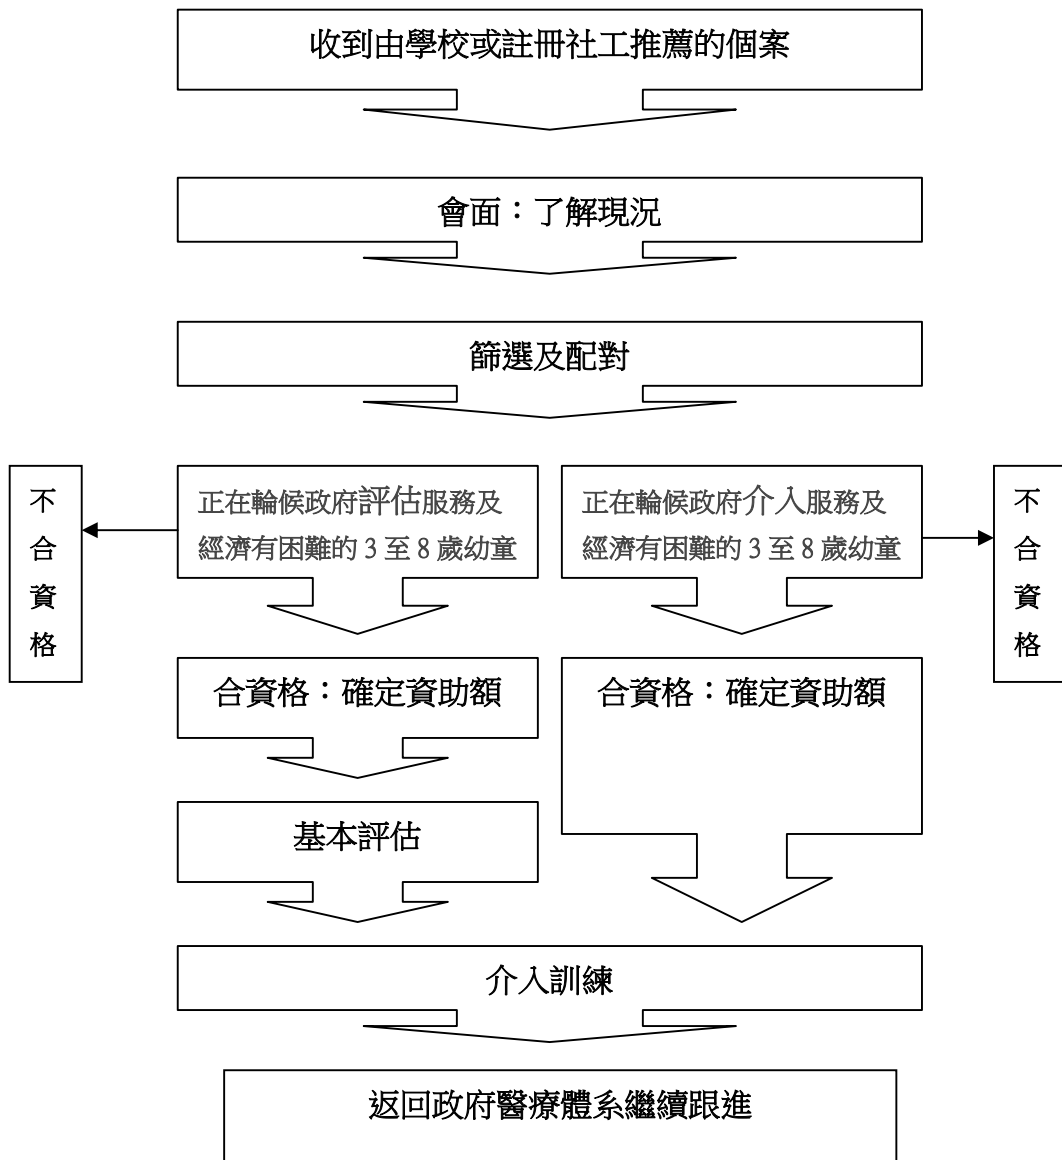 收到由學校或註冊社工推薦的個案
會面：了解現況
篩選及配對
不合資格
正在輪候政府評估服務及
經濟有困難的 3 至 8 歲幼童
正在輪候政府介入服務及
經濟有困難的 3 至 8 歲幼童
不合資格
合資格：確定資助額
合資格：確定資助額
基本評估
介入訓練
返回政府醫療體系繼續跟進